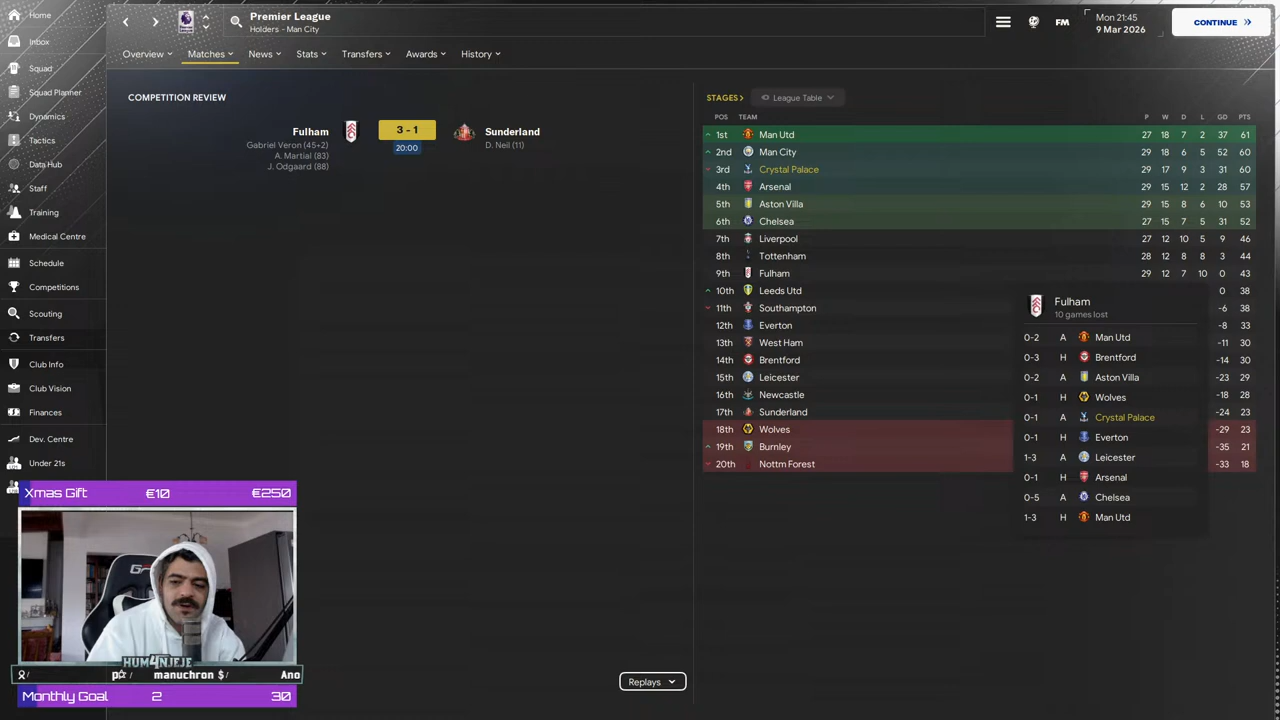 Home
Inbox
Squad
Squad Planner
Dynamics
Tactics
Data Hub
Staff
Training
Medical Centre
Schedule
Competitions
Scouting
Transfers
Club Info
Club Vision
Finances
Dev. Centre
Under 21s
Premier League
Holders - Man City
FM
Mon 21:45
9 Mar 2026
CONTINUE
Overview
Matches
News
Stats
Transfers
Awards
History
COMPETITION REVIEW
Fulham 3 - 1 Sunderland
Gabriel Veron (45+2) 20:00 D. Neil (11)
A. Martial (83)
J. Odgaard (88)
Replays
STAGES League Table
POS TEAM P W D L GD PTS
1st Man Utd 27 18 7 2 37 61
2nd Man City 29 18 6 5 52 60
3rd Crystal Palace 29 17 9 3 31 60
4th Arsenal 29 15 12 2 28 57
5th Aston Villa 29 15 8 6 10 53
6th Chelsea 27 15 7 5 31 52
7th Liverpool 27 12 10 5 9 46
8th Tottenham 28 12 8 8 3 44
9th Fulham 29 12 7 10 0 43
10th Leeds Utd 0 38
11th Southampton -6 38
12th Everton -8 33
13th West Ham -11 30
14th Brentford -14 30
15th Leicester -23 29
16th Newcastle -18 28
17th Sunderland -24 23
18th Wolves -29 23
19th Burnley -35 21
20th Nottm Forest -33 18
Fulham
10 games lost
0-2 A Man Utd
0-3 H Brentford
0-2 A Aston Villa
0-1 H Wolves
0-1 A Crystal Palace
0-1 H Everton
1-3 A Leicester
0-1 H Arsenal
0-5 A Chelsea
1-3 H Man Utd
Xmas Gift €10 €250
HUM4NJEJE
manuchron $/ Ano
Monthly Goal 2 30